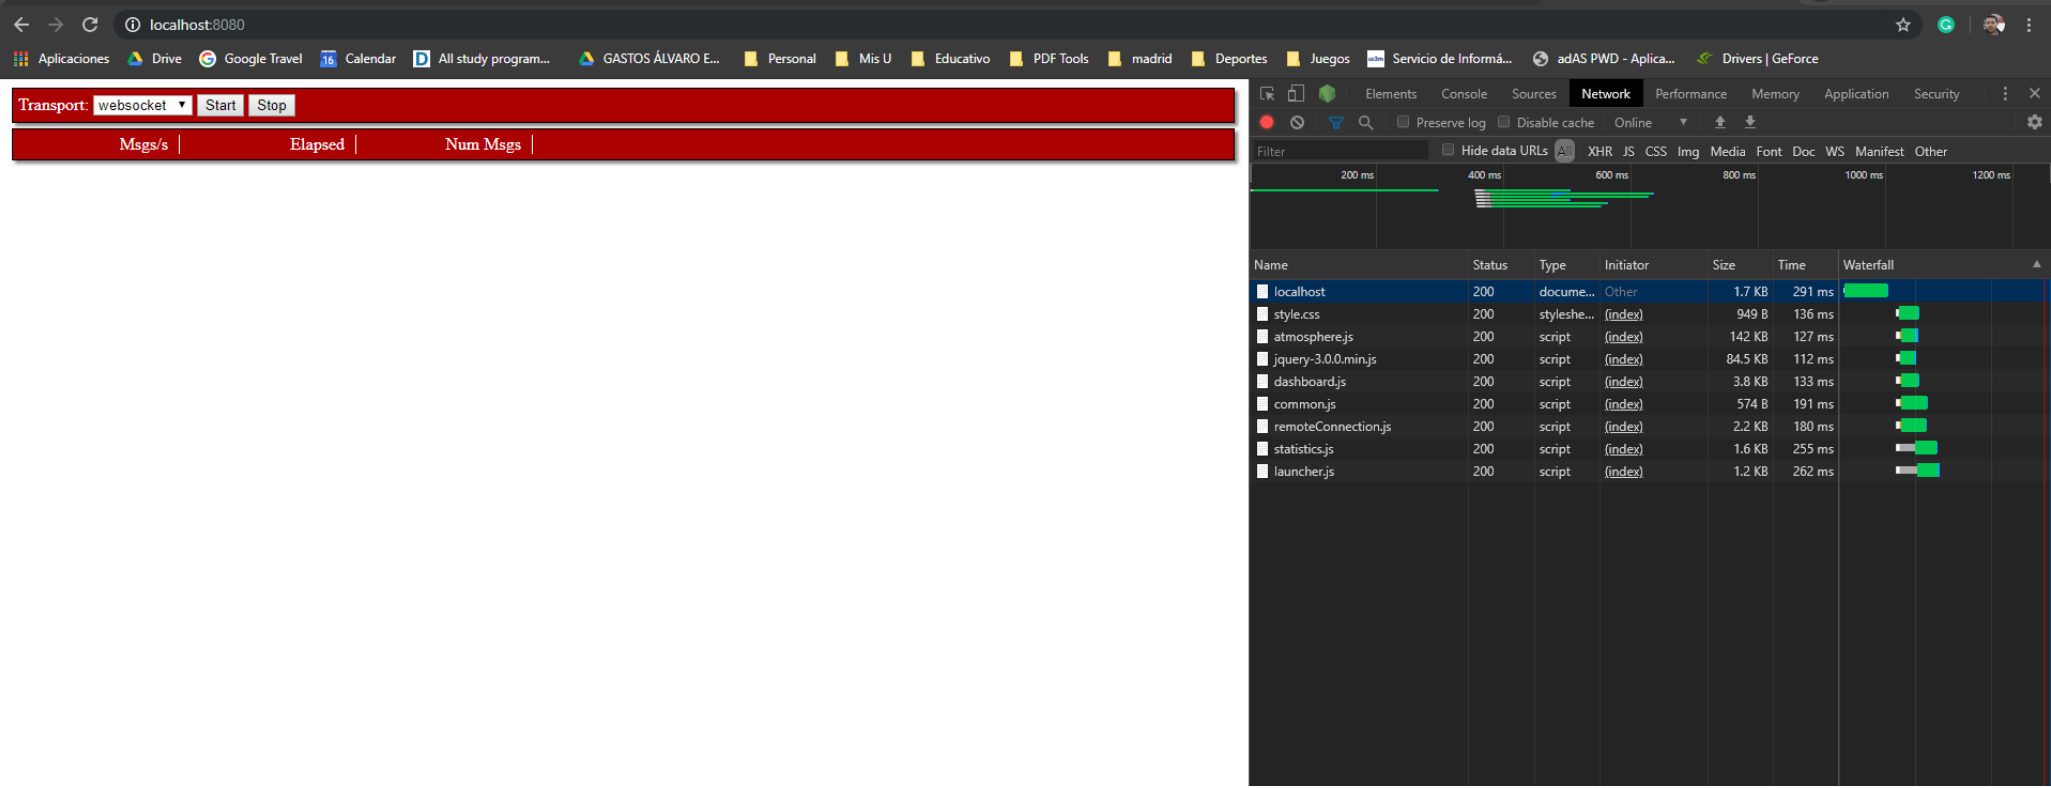 localhost:8080
Aplicaciones Drive Google Travel 16 Calendar D All study program... GASTOS ÁLVARO E... Personal Mis U Educativo PDF Tools madrid Deportes Juegos uc3m Servicio de Informá... adAS PWD - Aplica... Drivers | GeForce
Transport: websocket Start Stop
Msgs/s Elapsed Num Msgs
Elements Console Sources Network Performance Memory Application Security
Preserve log Disable cache Online
Filter Hide data URLs All XHR JS CSS Img Media Font Doc WS Manifest Other
200 ms 400 ms 600 ms 800 ms 1000 ms 1200 ms
Name Status Type Initiator Size Time Waterfall
localhost 200 docume... Other 1.7 KB 291 ms
style.css 200 styleshe... (index) 949 B 136 ms
atmosphere.js 200 script (index) 142 KB 127 ms
jquery-3.0.0.min.js 200 script (index) 84.5 KB 112 ms
dashboard.js 200 script (index) 3.8 KB 133 ms
common.js 200 script (index) 574 B 191 ms
remoteConnection.js 200 script (index) 2.2 KB 180 ms
statistics.js 200 script (index) 1.6 KB 255 ms
launcher.js 200 script (index) 1.2 KB 262 ms